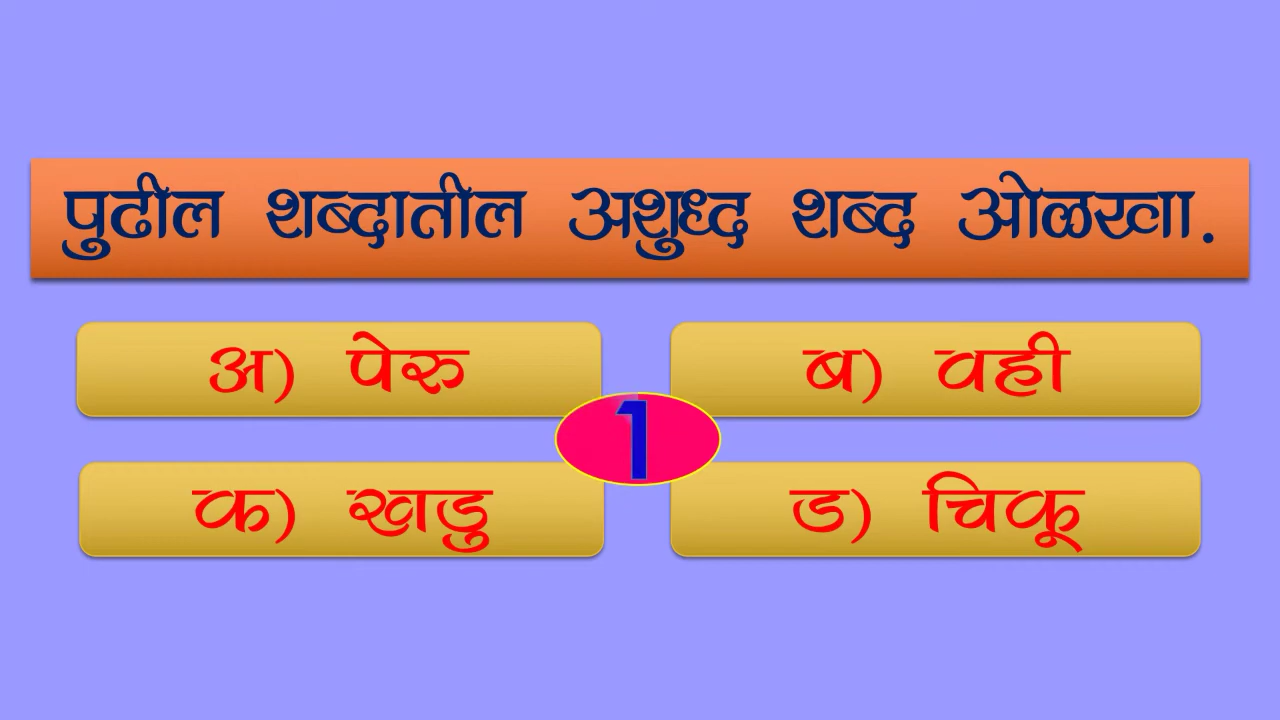 पुढील शब्दातील अशुध्द शब्द ओळखा.
अ) पेरु
ब) वही
1
क) खडु
ड) चिकू